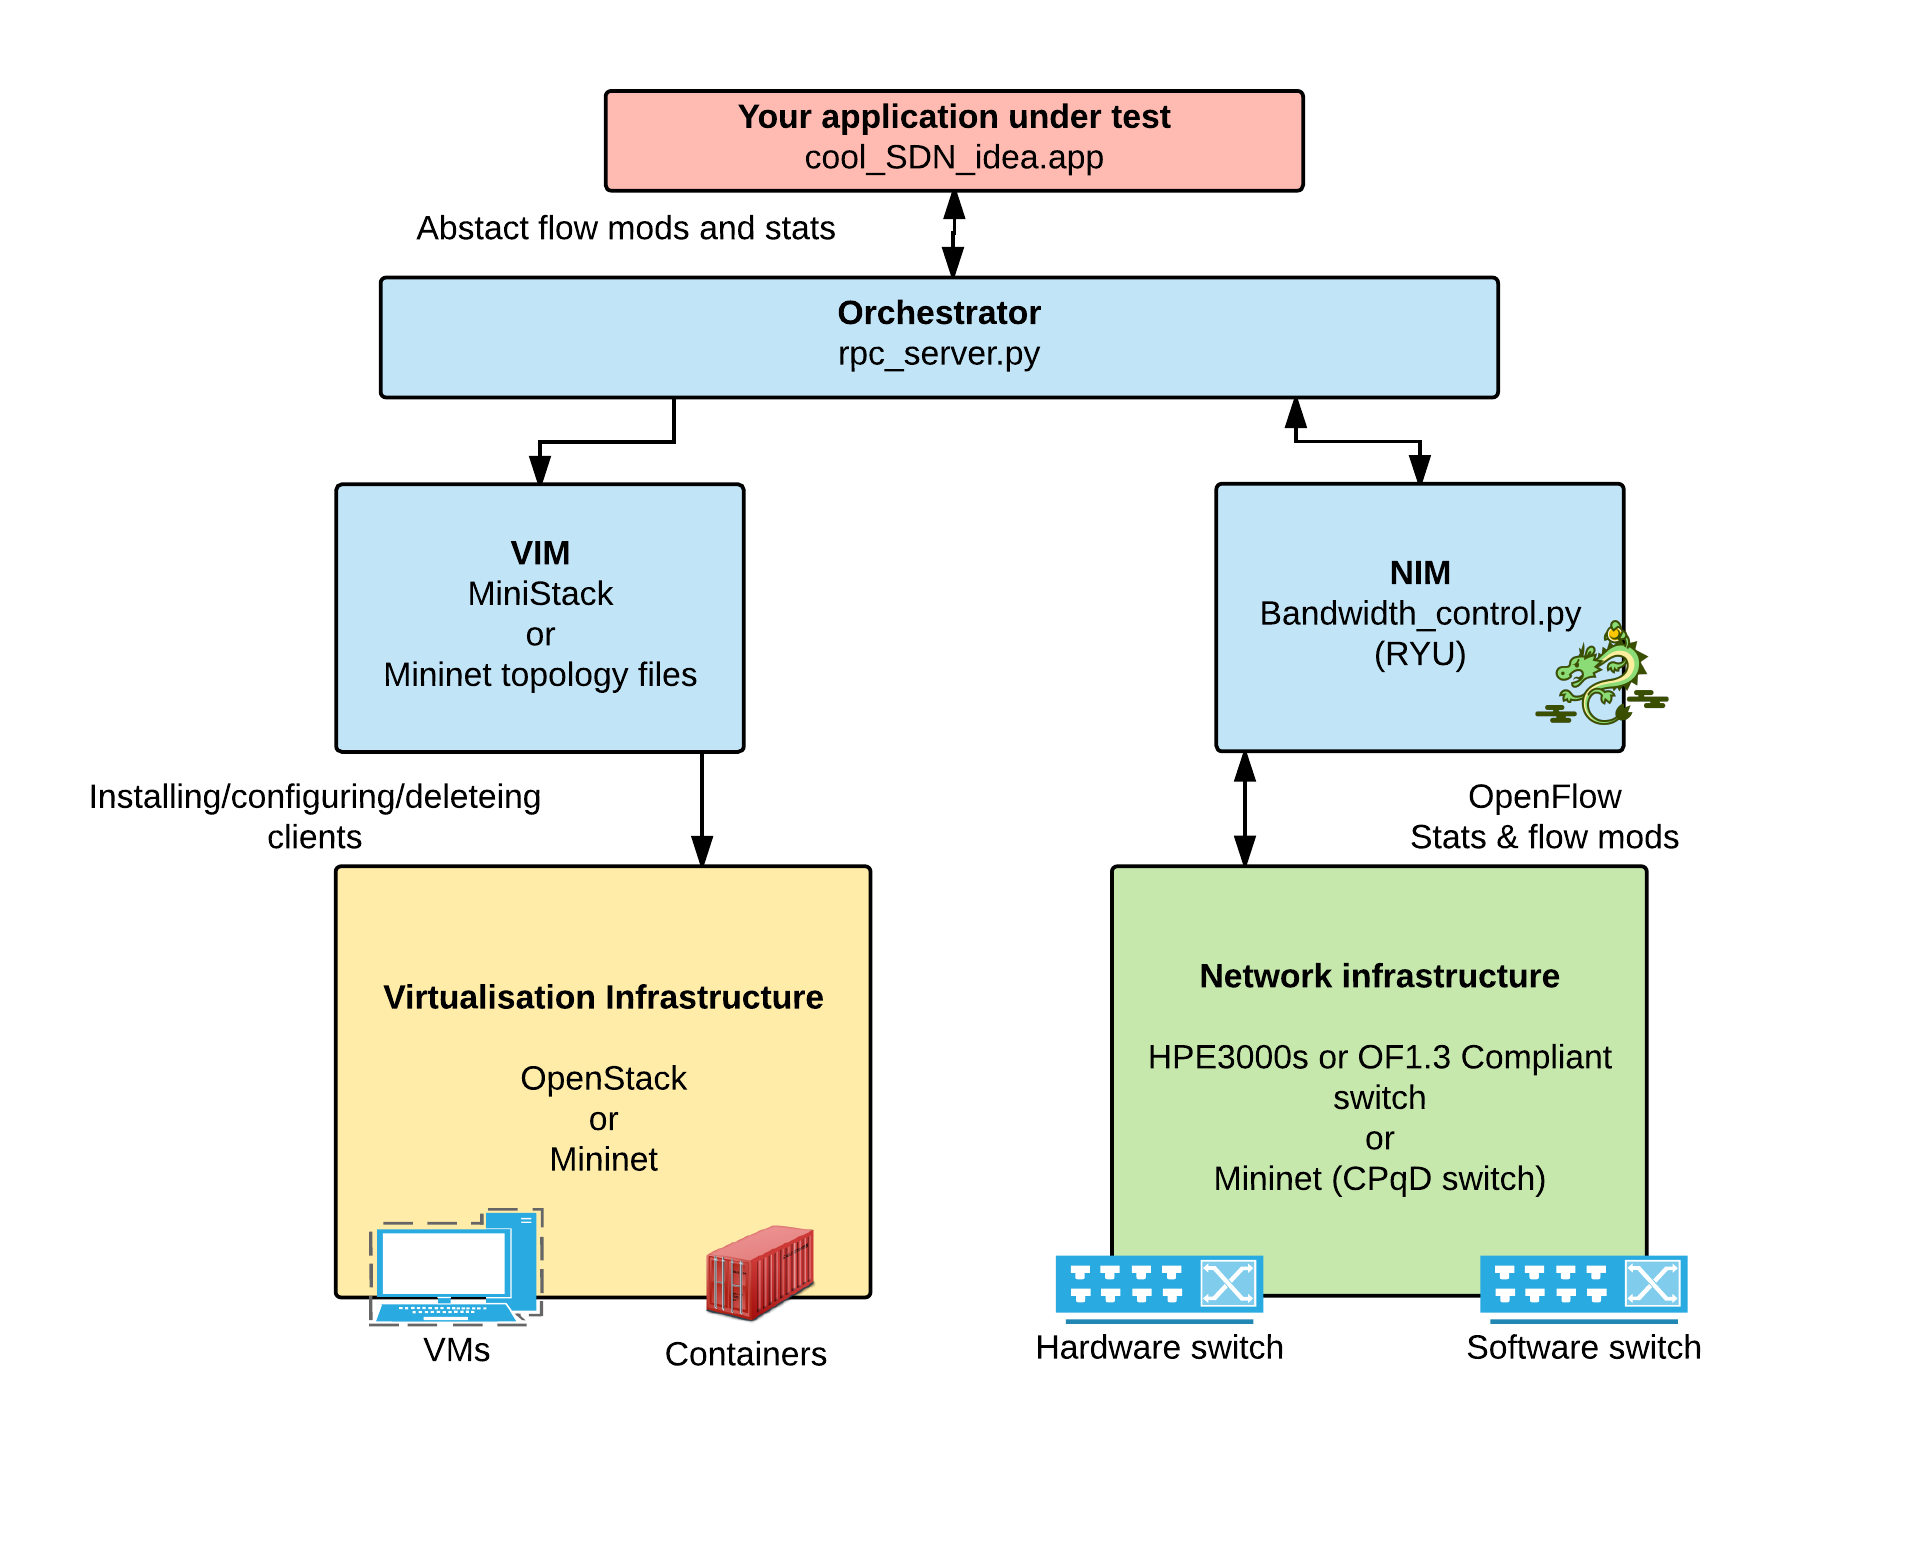 Your application under test
cool_SDN_idea.app
Abstact flow mods and stats
Orchestrator
rpc_server.py
VIM
MiniStack
or
Mininet topology files
NIM
Bandwidth_control.py
(RYU)
Installing/configuring/deleteing
clients
OpenFlow
Stats & flow mods
Virtualisation Infrastructure
OpenStack
or
Mininet
Network infrastructure
HPE3000s or OF1.3 Compliant
switch
or
Mininet (CPqD switch)
VMs
Containers
Hardware switch
Software switch